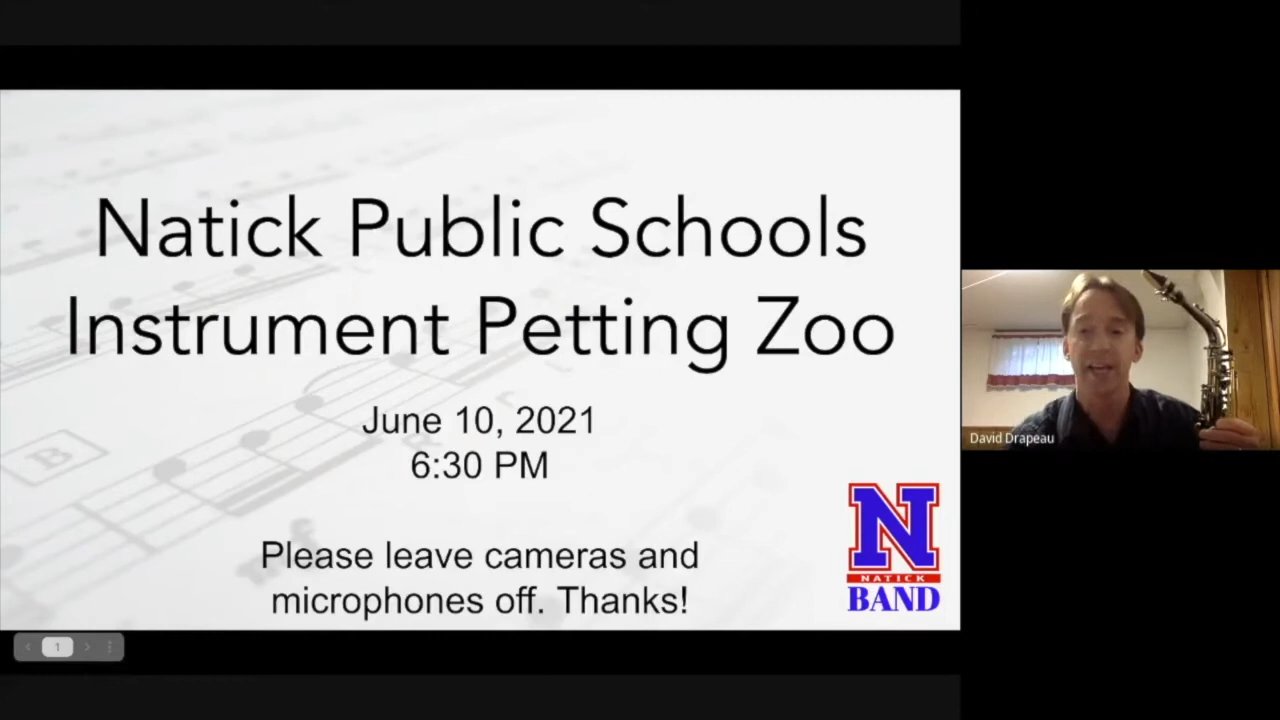 Natick Public Schools
Instrument Petting Zoo
June 10, 2021
6:30 PM
Please leave cameras and
microphones off. Thanks!
B
N
NATICK
BAND
David Drapeau
1